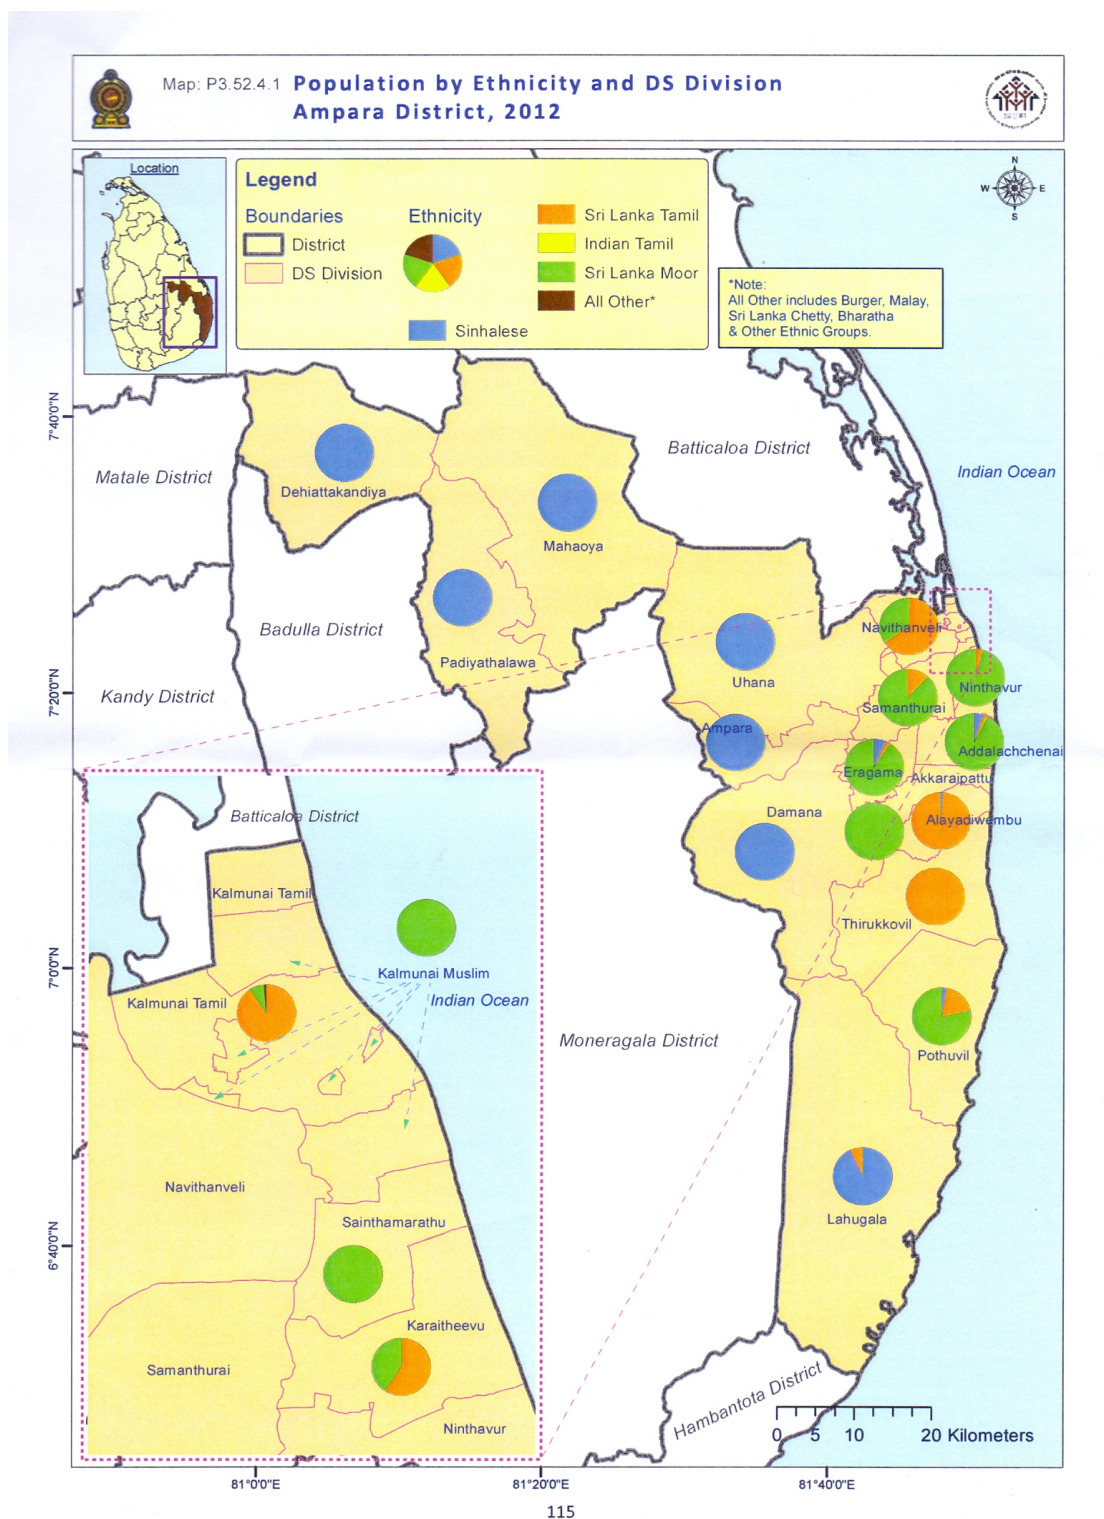 Map: P3.52.4.1 Population by Ethnicity and DS Division
Ampara District, 2012
Location
Legend
Boundaries
District
DS Division
Ethnicity
Sinhalese
Sri Lanka Tamil
Indian Tamil
Sri Lanka Moor
All Other*
*Note:
All Other includes Burger, Malay,
Sri Lanka Chetty, Bharatha
& Other Ethnic Groups.
N
W
E
S
7°40'0"N
7°20'0"N
7°0'0"N
6°40'0"N
Matale District
Batticaloa District
Indian Ocean
Dehiattakandiya
Mahaoya
Badulla District
Padiyathalawa
Kandy District
Uhana
Navithanveli
Ninthavur
Samanthurai
Ampara
Addalachchenai
Eragama
Akkaraipattu
Damana
Alayadiwembu
Thirukkovil
Moneragala District
Pothuvil
Lahugala
Hambantota District
Batticaloa District
Kalmunai Tamil
Kalmunai Muslim
Indian Ocean
Kalmunai Tamil
Navithanveli
Sainthamarathu
Karaitheevu
Samanthurai
Ninthavur
0 5 10 20 Kilometers
81°0'0"E
81°20'0"E
81°40'0"E
115